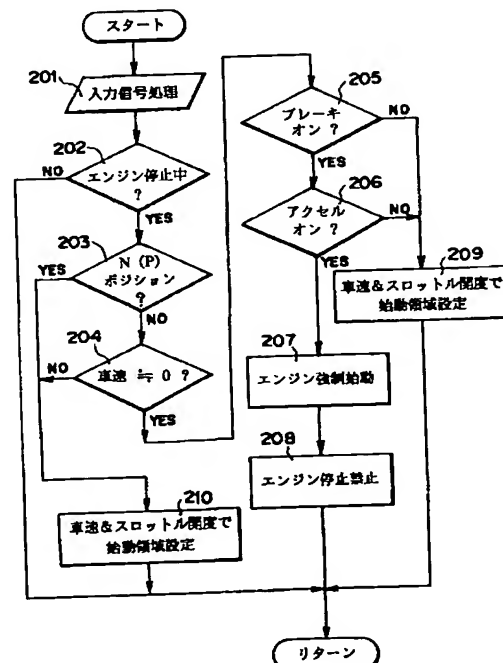 スタート
201
入力信号処理
202
エンジン停止中
?
NO
YES
203
N (P)
ポジション
?
YES
NO
204
車速 ≒ 0 ?
NO
YES
210
車速&スロットル開度で
始動領域設定
205
ブレーキ
オン ?
NO
YES
206
アクセル
オン ?
NO
YES
209
車速&スロットル開度で
始動領域設定
207
エンジン強制始動
208
エンジン停止禁止
リターン